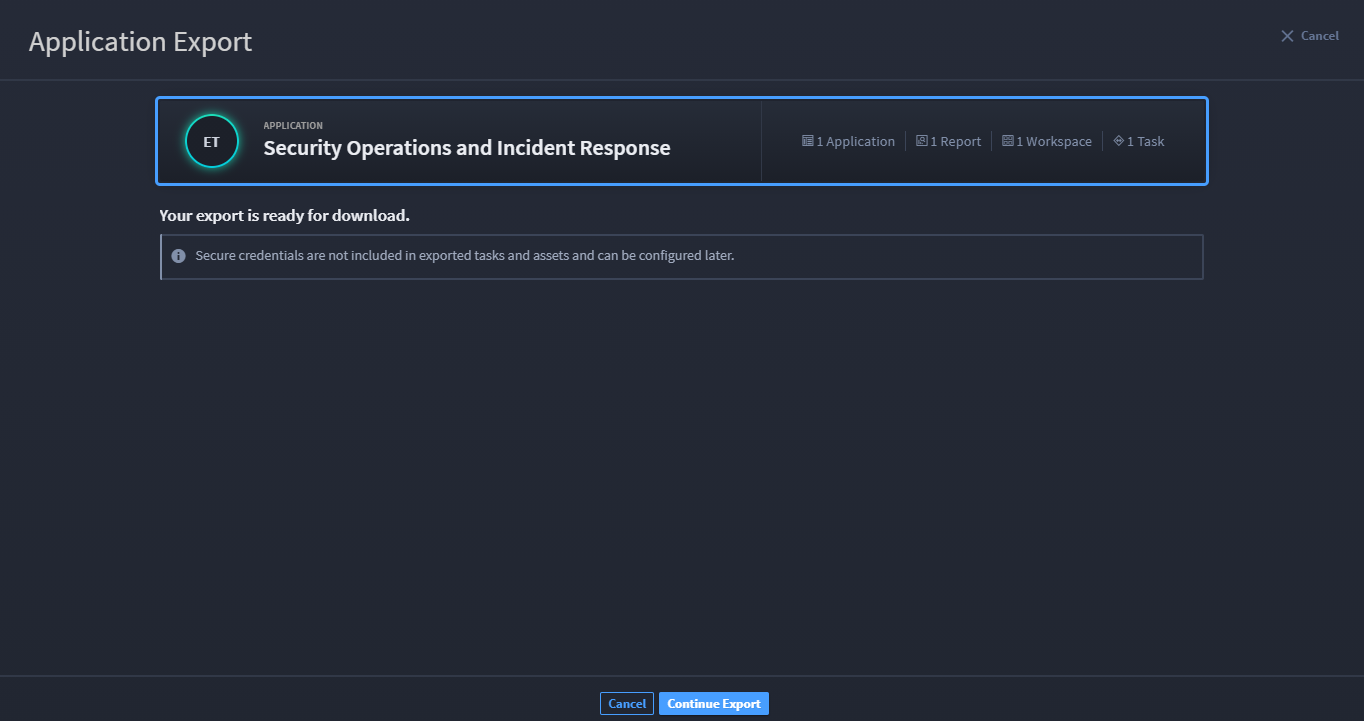 Application Export
Cancel
ET
APPLICATION
Security Operations and Incident Response
1 Application
1 Report
1 Workspace
1 Task
Your export is ready for download.
Secure credentials are not included in exported tasks and assets and can be configured later.
Cancel
Continue Export